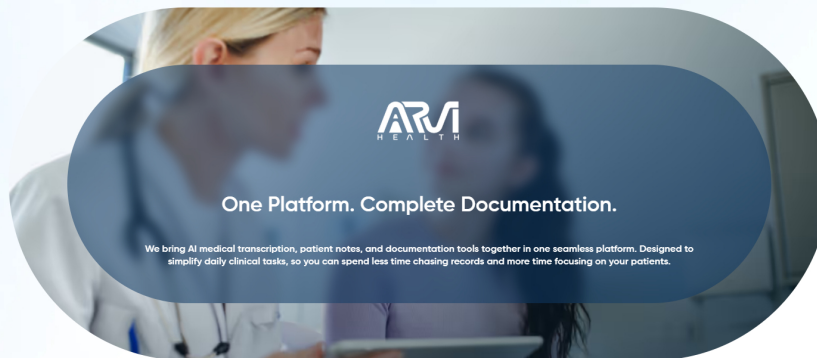 ARVI
HEALTH
One Platform. Complete Documentation.
We bring AI medical transcription, patient notes, and documentation tools together in one seamless platform. Designed to
simplify daily clinical tasks, so you can spend less time chasing records and more time focusing on your patients.